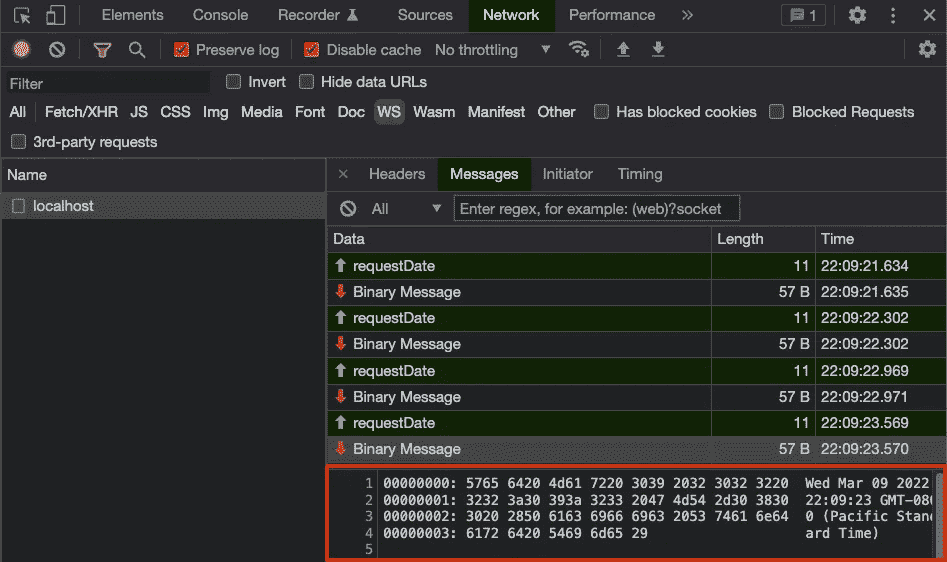 Elements Console Recorder Sources Network Performance » 1
Preserve log Disable cache No throttling
Filter Invert Hide data URLs
All Fetch/XHR JS CSS Img Media Font Doc WS Wasm Manifest Other Has blocked cookies Blocked Requests
3rd-party requests
Name × Headers Messages Initiator Timing
localhost All Enter regex, for example: (web)?socket
Data Length Time
requestDate 11 22:09:21.634
Binary Message 57 B 22:09:21.635
requestDate 11 22:09:22.302
Binary Message 57 B 22:09:22.302
requestDate 11 22:09:22.969
Binary Message 57 B 22:09:22.971
requestDate 11 22:09:23.569
Binary Message 57 B 22:09:23.570
1 00000000: 5765 6420 4d61 7220 3039 2032 3032 3220 Wed Mar 09 2022
2 00000001: 3232 3a30 393a 3233 2047 4d54 2d30 3830 22:09:23 GMT-080
3 00000002: 3020 2850 6163 6966 6963 2053 7461 6e64 0 (Pacific Stand
4 00000003: 6172 6420 5469 6d65 29 ard Time)
5